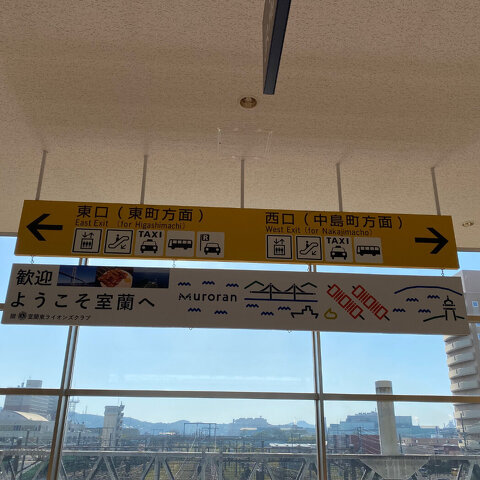 東口（東町方面）
East Exit (for Higashimachi)
TAXI
R
西口（中島町方面）
West Exit (for Nakajimacho)
TAXI
歓迎
ようこそ室蘭へ
室蘭東ライオンズクラブ
Muroran